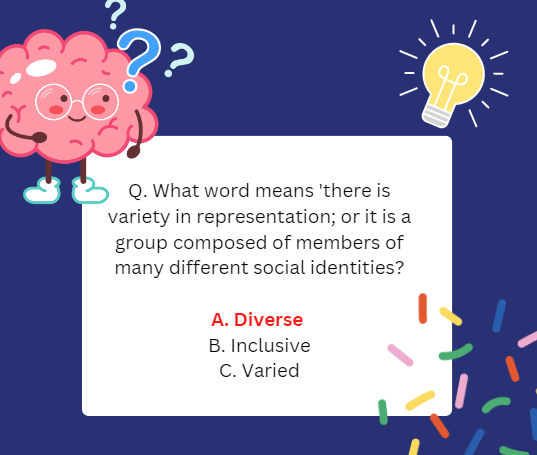 ?
?
?
Q. What word means 'there is
variety in representation; or it is a
group composed of members of
many different social identities?
A. Diverse
B. Inclusive
C. Varied